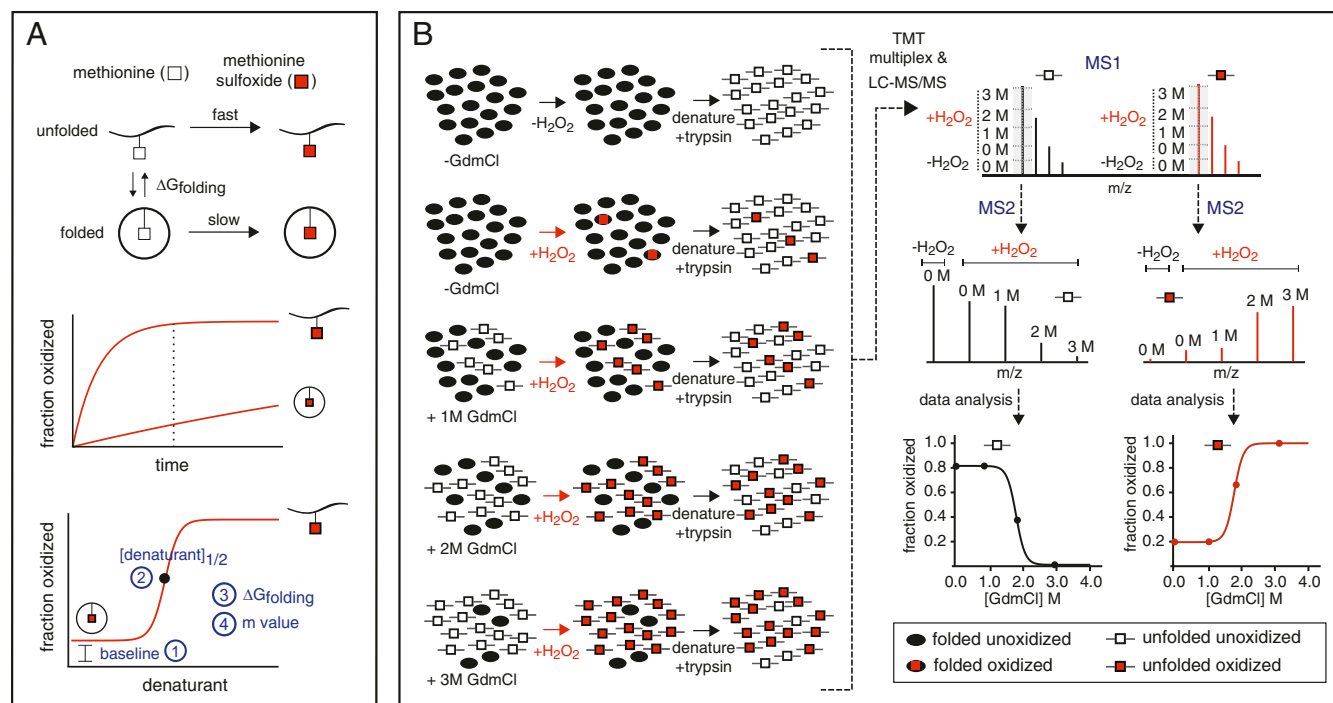 A
methionine (□)
methionine
sulfoxide (■)
unfolded
fast
ΔGfolding
folded
slow
fraction oxidized
time
fraction oxidized
[denaturant]1/2
2
3 ΔGfolding
4 m value
baseline 1
denaturant
B
-H2O2
denature
+trypsin
-GdmCl
+H2O2
denature
+trypsin
-GdmCl
+H2O2
denature
+trypsin
+ 1M GdmCl
+H2O2
denature
+trypsin
+ 2M GdmCl
+H2O2
denature
+trypsin
+ 3M GdmCl
TMT
multiplex &
LC-MS/MS
MS1
3 M
2 M
1 M
0 M
0 M
+H2O2
-H2O2
3 M
2 M
1 M
0 M
0 M
+H2O2
-H2O2
m/z
MS2
MS2
-H2O2
+H2O2
0 M
0 M
1 M
2 M
3 M
m/z
-H2O2
+H2O2
0 M
0 M
1 M
2 M
3 M
m/z
data analysis
data analysis
fraction oxidized
1.0
0.8
0.6
0.4
0.2
0.0 1.0 2.0 3.0 4.0
[GdmCl] M
fraction oxidized
1.0
0.8
0.6
0.4
0.2
0.0 1.0 2.0 3.0 4.0
[GdmCl] M
folded unoxidized
unfolded unoxidized
folded oxidized
unfolded oxidized